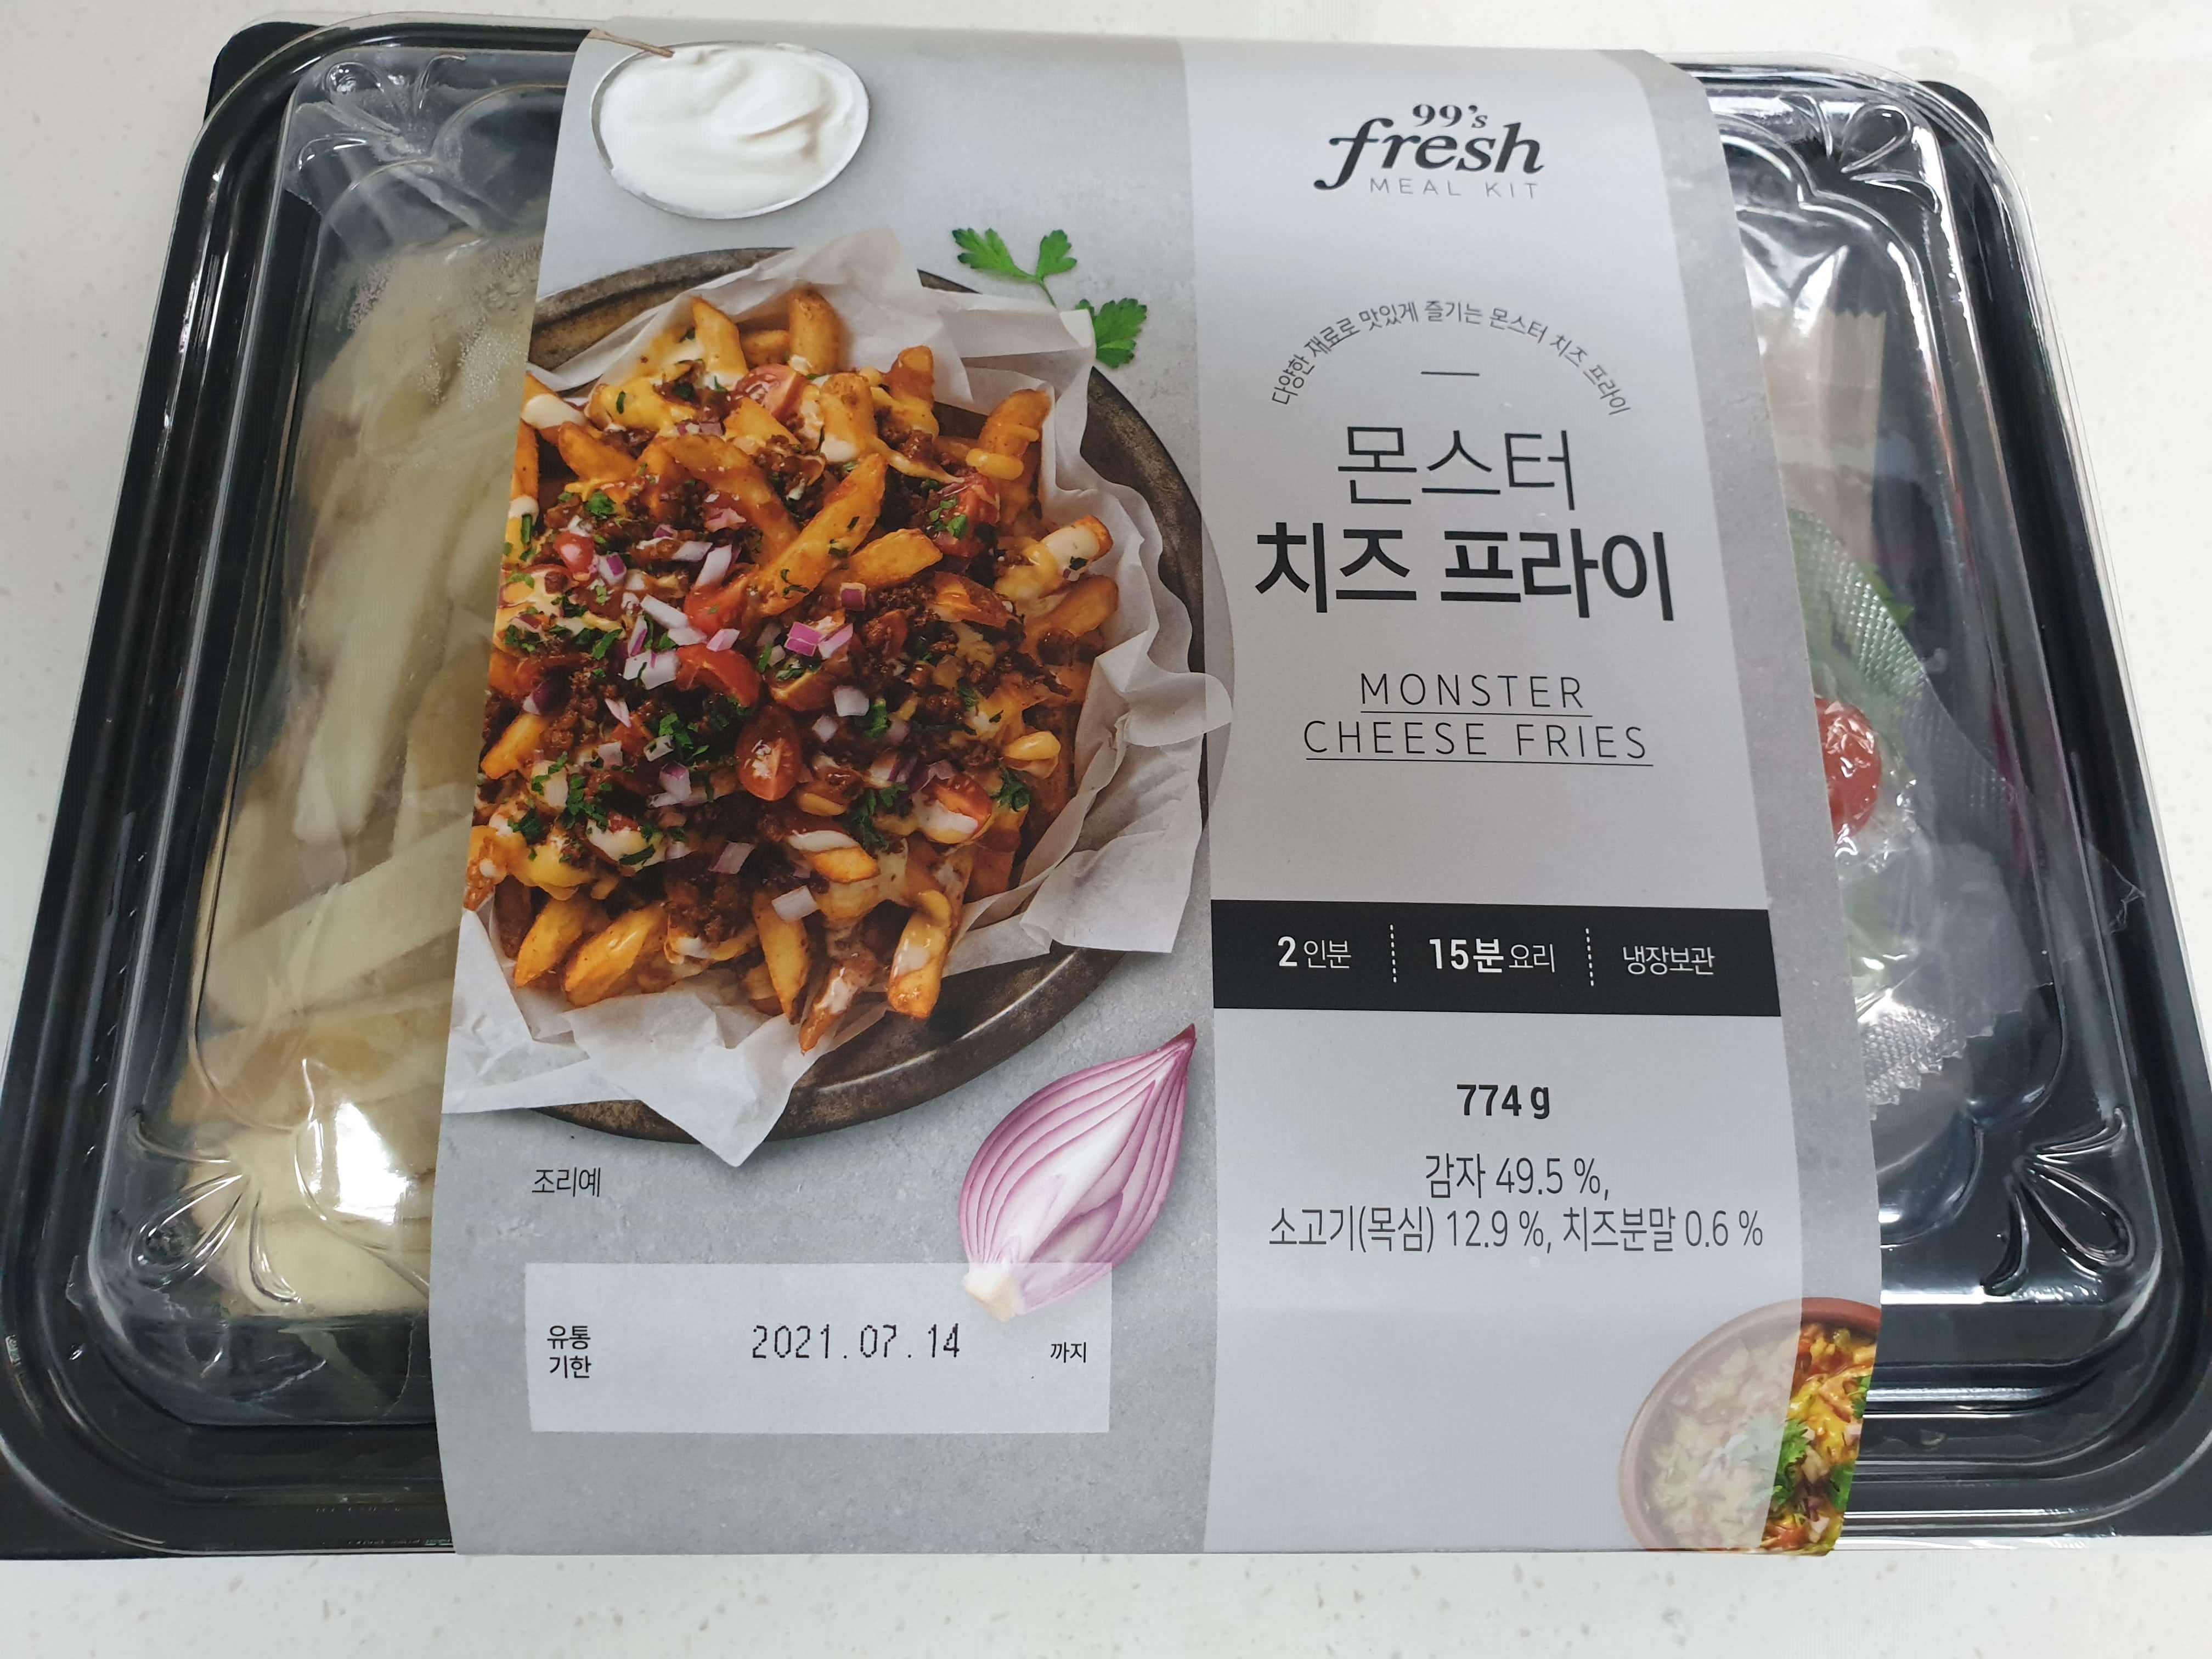 99's
fresh
MEAL KIT
다양한 재료로 맛있게 즐기는 몬스터 치즈 프라이
몬스터
치즈 프라이
MONSTER
CHEESE FRIES
2인분 15분요리 냉장보관
774g
감자 49.5 %,
소고기(목심) 12.9 %, 치즈분말 0.6 %
조리예
유통
기한
2021.07.14 까지